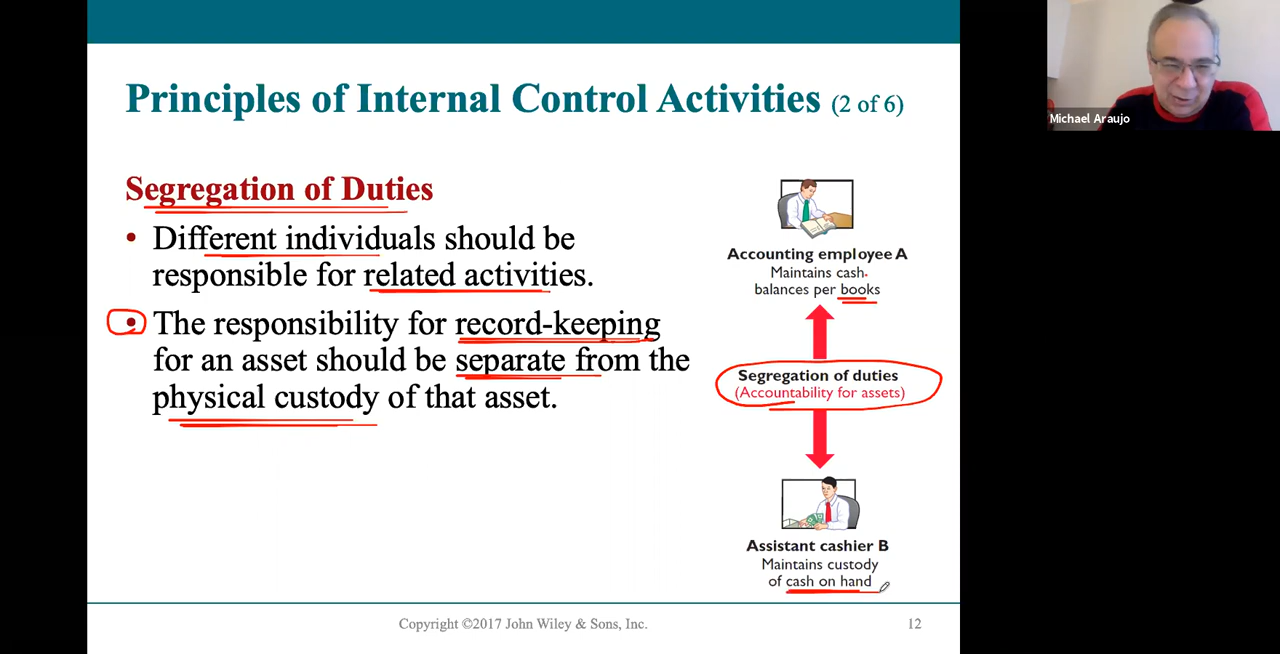 Principles of Internal Control Activities (2 of 6)
Michael Araujo
Segregation of Duties
• Different individuals should be
responsible for related activities.
• The responsibility for record-keeping
for an asset should be separate from the
physical custody of that asset.
Accounting employee A
Maintains cash
balances per books
Segregation of duties
(Accountability for assets)
Assistant cashier B
Maintains custody
of cash on hand
Copyright ©2017 John Wiley & Sons, Inc.
12